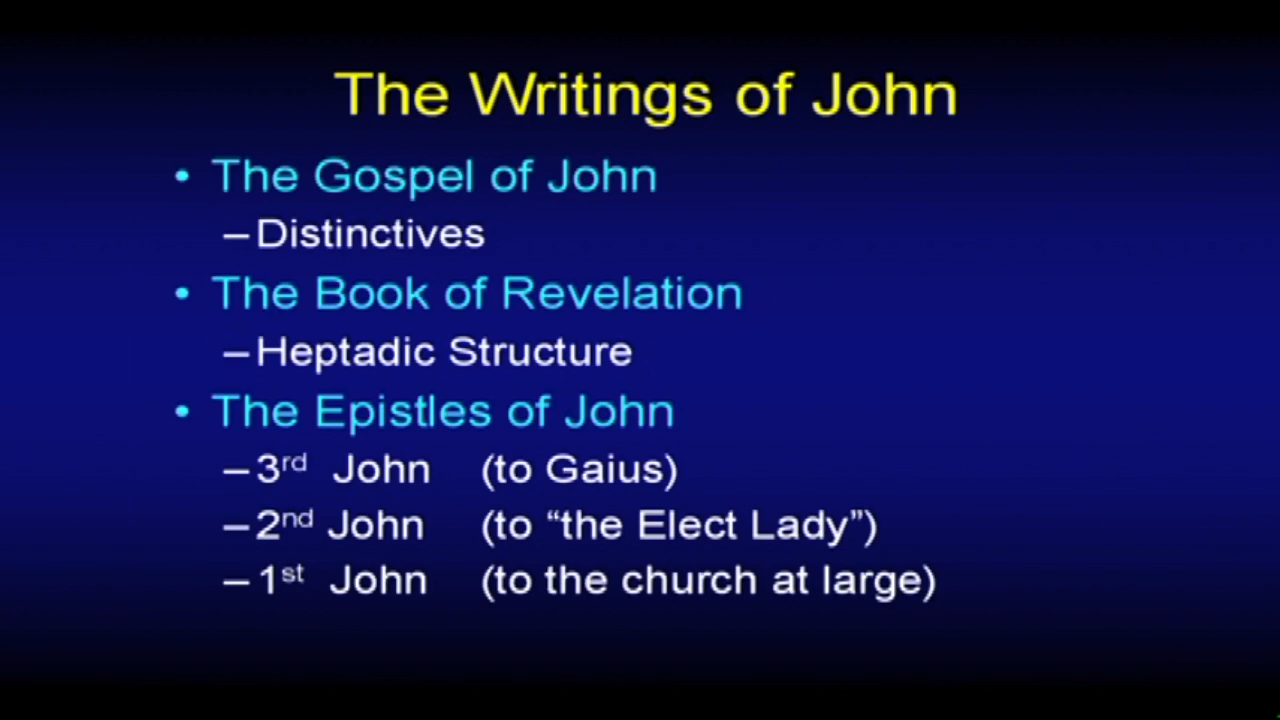 The Writings of John
• The Gospel of John
– Distinctives
• The Book of Revelation
– Heptadic Structure
• The Epistles of John
– 3rd John (to Gaius)
– 2nd John (to “the Elect Lady”)
– 1st John (to the church at large)